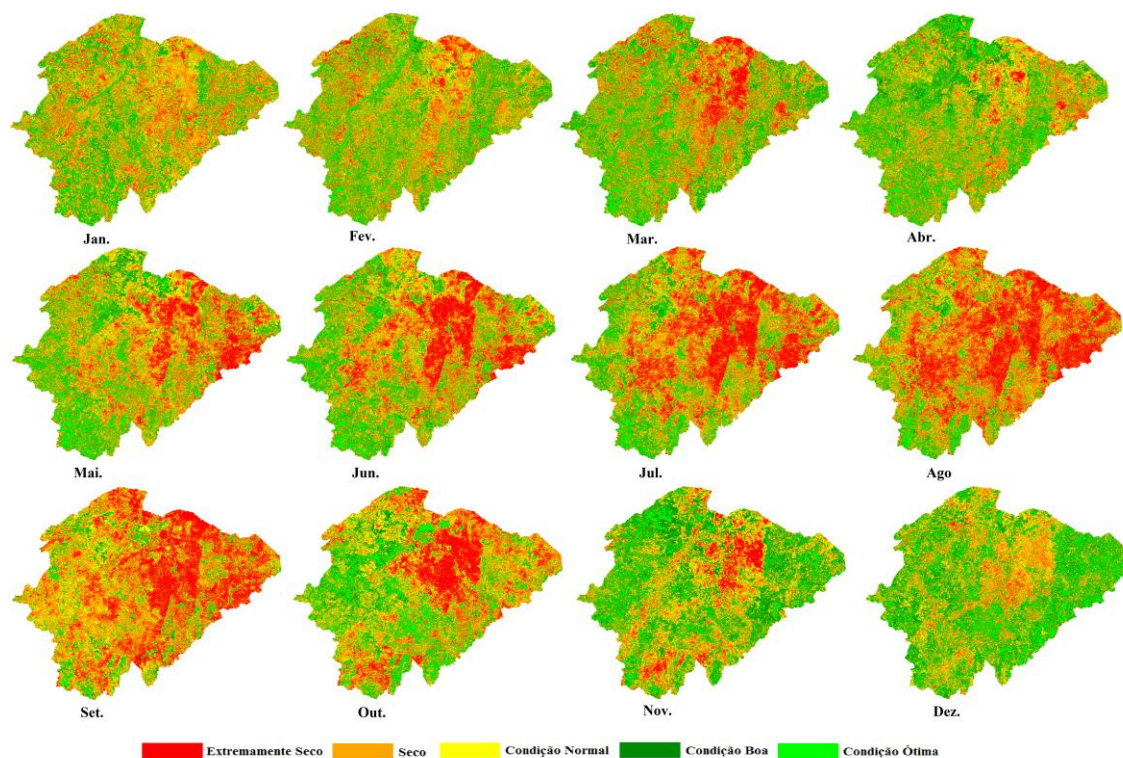 Jan.
Fev.
Mar.
Abr.
Mai.
Jun.
Jul.
Ago
Set.
Out.
Nov.
Dez.
Extremamente Seco
Seco
Condição Normal
Condição Boa
Condição Ótima